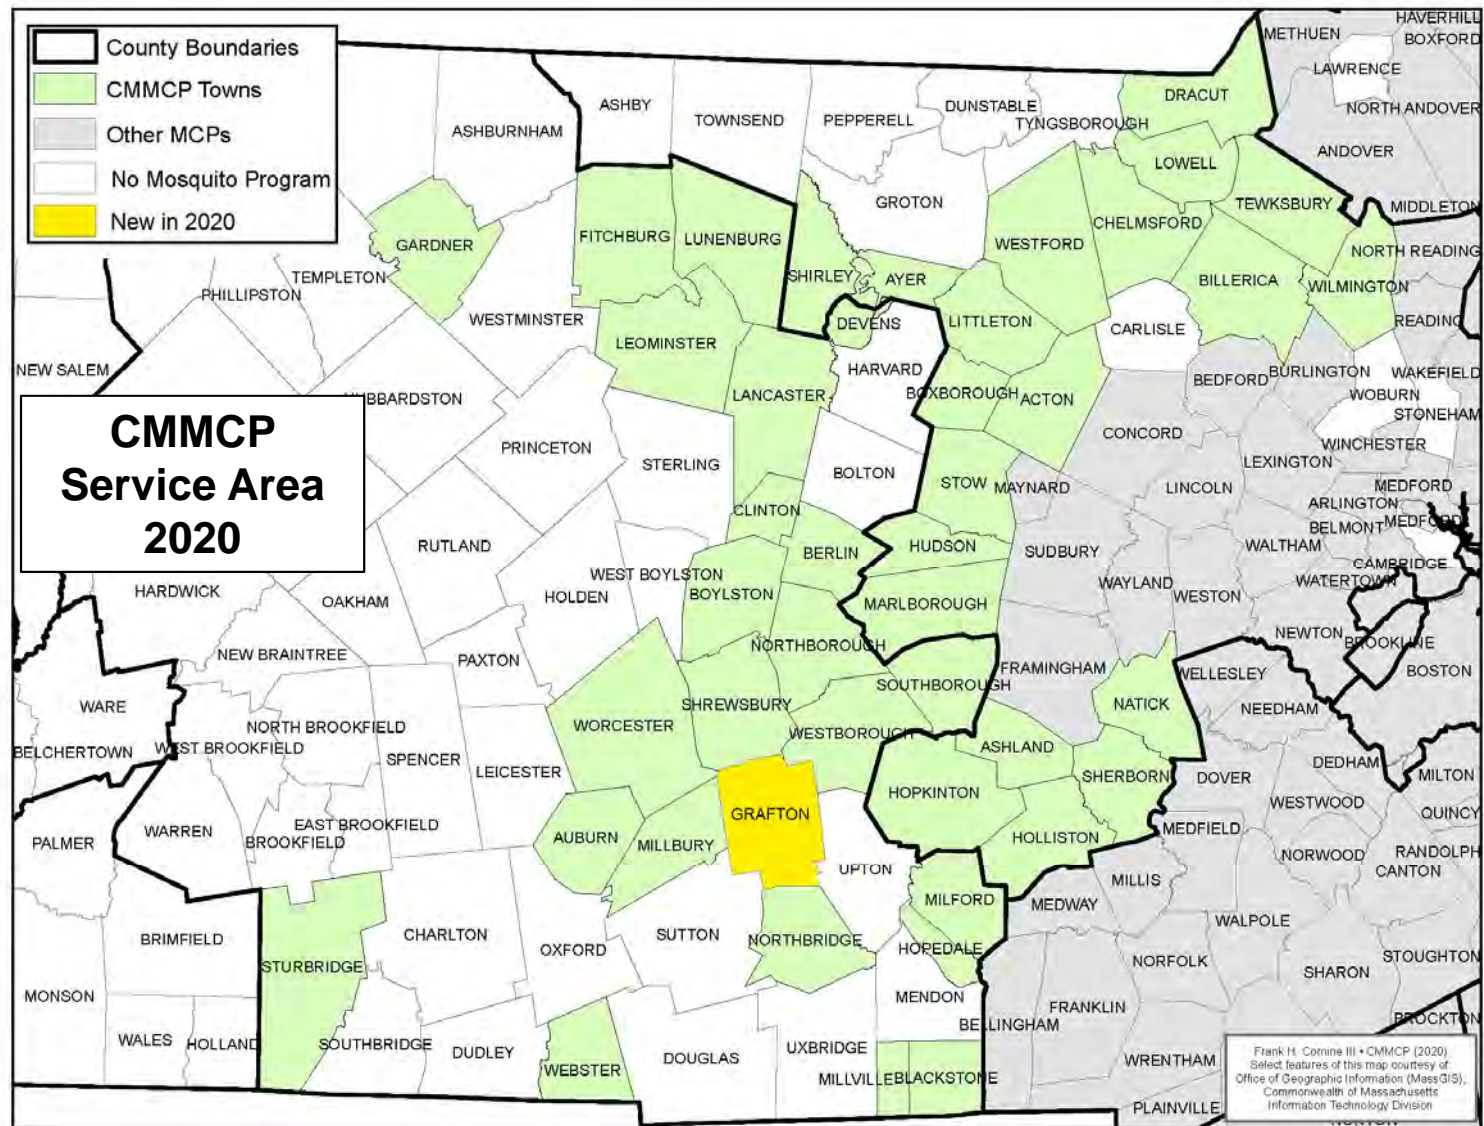 County Boundaries
CMMCP Towns
Other MCPs
No Mosquito Program
New in 2020
CMMCP
Service Area
2020
HAVERHILL
METHUEN
BOXFORD
LAWRENCE
DRACUT
ASHBY
DUNSTABLE
NORTH ANDOVER
TOWNSEND
PEPPERELL
TYNGSBOROUGH
ASHBURNHAM
ANDOVER
LOWELL
GROTON
TEWKSBURY
MIDDLETON
CHELMSFORD
FITCHBURG
LUNENBURG
GARDNER
WESTFORD
NORTH READING
TEMPLETON
SHIRLEY
AYER
BILLERICA
WILMINGTON
PHILLIPSTON
WESTMINSTER
DEVENS
LITTLETON
READING
CARLISLE
LEOMINSTER
NEW SALEM
HARVARD
BURLINGTON
WAKEFIELD
BEDFORD
LANCASTER
BOXBOROUGH
ACTON
WOBURN
STONEHAM
CONCORD
WINCHESTER
PRINCETON
STERLING
LEXINGTON
BOLTON
STOW
MAYNARD
LINCOLN
MEDFORD
CLINTON
ARLINGTON
BELMONT
MEDFORD
RUTLAND
BERLIN
HUDSON
SUDBURY
WALTHAM
CAMBRIDGE
WEST BOYLSTON
WATERTOWN
HARDWICK
OAKHAM
HOLDEN
BOYLSTON
MARLBOROUGH
WAYLAND
WESTON
NEWTON
NORTHBOROUGH
BROOKLINE
NEW BRAINTREE
PAXTON
FRAMINGHAM
WELLESLEY
BOSTON
SOUTHBOROUGH
WARE
SHREWSBURY
NATICK
NEEDHAM
NORTH BROOKFIELD
WORCESTER
WESTBOROUGH
BELCHERTOWN
WEST BROOKFIELD
SPENCER
ASHLAND
DEDHAM
LEICESTER
SHERBORN
DOVER
MILTON
HOPKINTON
WESTWOOD
GRAFTON
QUINCY
WARREN
EAST BROOKFIELD
MEDFIELD
PALMER
BROOKFIELD
AUBURN
MILLBURY
HOLLISTON
NORWOOD
RANDOLPH
UPTON
CANTON
MILLIS
MILFORD
MEDWAY
WALPOLE
BRIMFIELD
CHARLTON
SUTTON
NORTHBRIDGE
HOPEDALE
OXFORD
STURBRIDGE
NORFOLK
STOUGHTON
SHARON
MONSON
MENDON
FRANKLIN
BELLINGHAM
BROCKTON
WALES
HOLLAND
SOUTHBRIDGE
DUDLEY
DOUGLAS
UXBRIDGE
WRENTHAM
WEBSTER
MILLVILLE
BLACKSTONE
PLAINVILLE
Frank H. Cornine III • CMMCP (2020)
Select features of this map courtesy of
Office of Geographic Information (MassGIS),
Commonwealth of Massachusetts
Information Technology Division